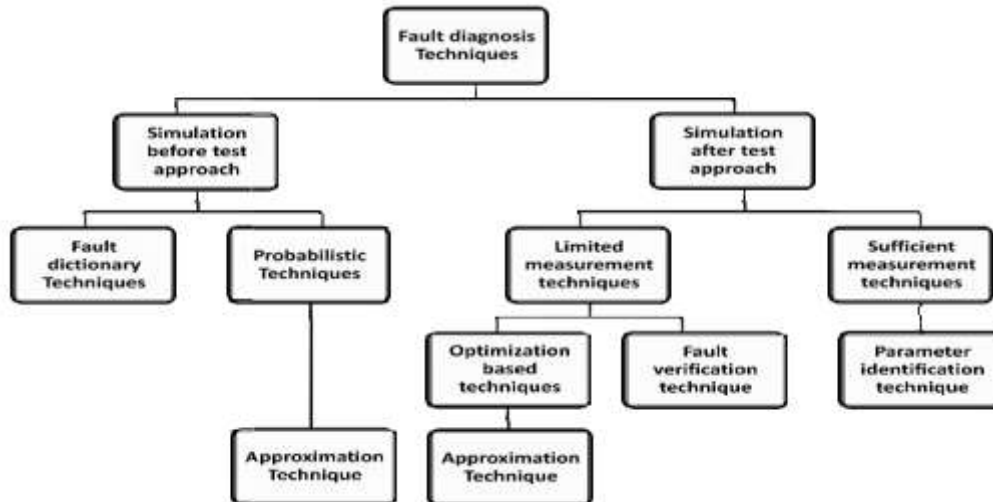 Fault diagnosis
Techniques
Simulation
before test
approach
Simulation
after test
approach
Fault
dictionary
Techniques
Probabilistic
Techniques
Limited
measurement
techniques
Sufficient
measurement
techniques
Optimization
based
techniques
Fault
verification
technique
Parameter
identification
technique
Approximation
Technique
Approximation
Technique